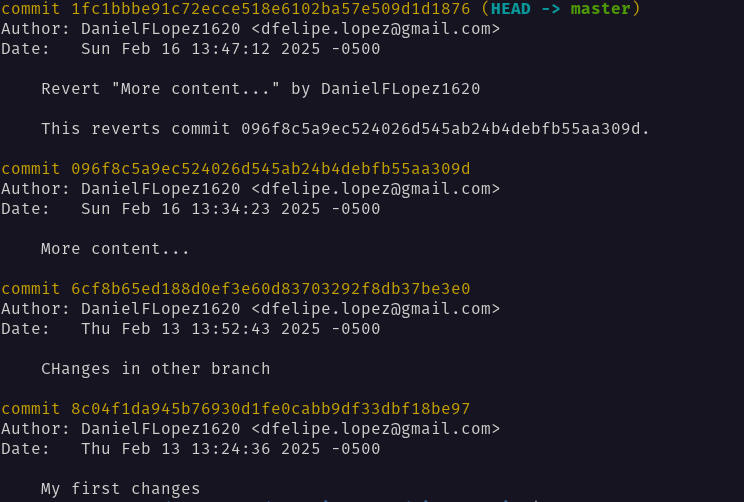 commit 1fc1bbbe91c72ecce518e6102ba57e509d1d1876 (HEAD -> master)
Author: DanielFLopez1620 <dfelipe.lopez@gmail.com>
Date:   Sun Feb 16 13:47:12 2025 -0500
    Revert "More content..." by DanielFLopez1620
    This reverts commit 096f8c5a9ec524026d545ab24b4debfb55aa309d.
commit 096f8c5a9ec524026d545ab24b4debfb55aa309d
Author: DanielFLopez1620 <dfelipe.lopez@gmail.com>
Date:   Sun Feb 16 13:34:23 2025 -0500
    More content...
commit 6cf8b65ed188d0ef3e60d83703292f8db37be3e0
Author: DanielFLopez1620 <dfelipe.lopez@gmail.com>
Date:   Thu Feb 13 13:52:43 2025 -0500
    CHanges in other branch
commit 8c04f1da945b76930d1fe0cabb9df33dbf18be97
Author: DanielFLopez1620 <dfelipe.lopez@gmail.com>
Date:   Thu Feb 13 13:24:36 2025 -0500
    My first changes